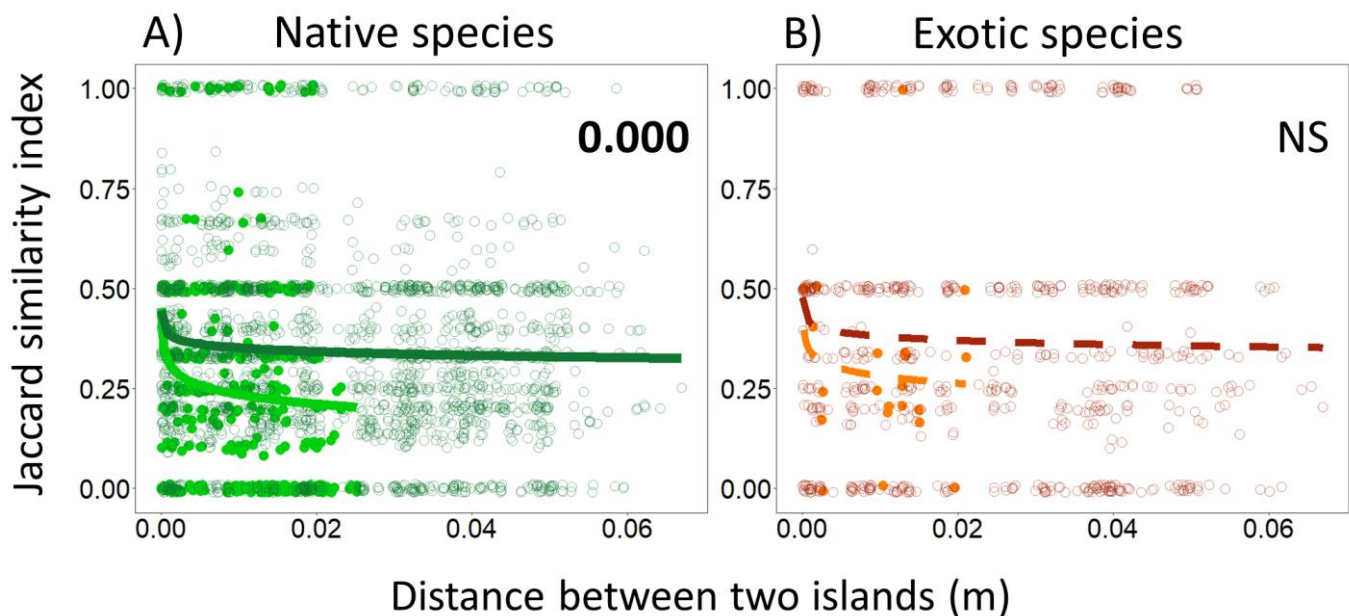 A) Native species
B) Exotic species
Jaccard similarity index
1.00
0.75
0.50
0.25
0.00
0.000
0.00 0.02 0.04 0.06
1.00
0.75
0.50
0.25
0.00
NS
0.00 0.02 0.04 0.06
Distance between two islands (m)